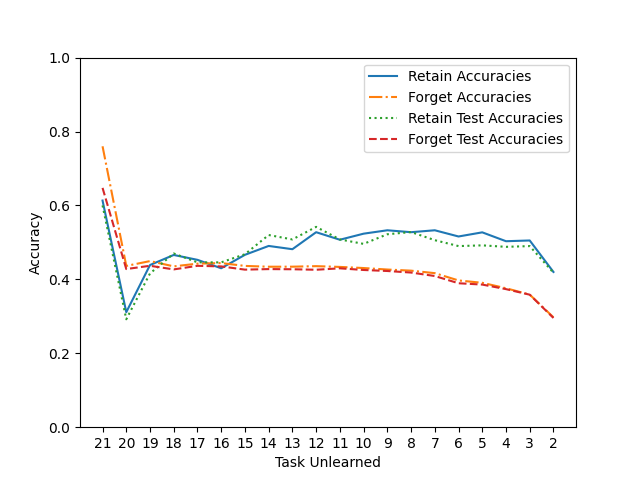 1.0
0.8
0.6
0.4
0.2
0.0
Accuracy
Retain Accuracies
Forget Accuracies
Retain Test Accuracies
Forget Test Accuracies
21 20 19 18 17 16 15 14 13 12 11 10 9 8 7 6 5 4 3 2
Task Unlearned